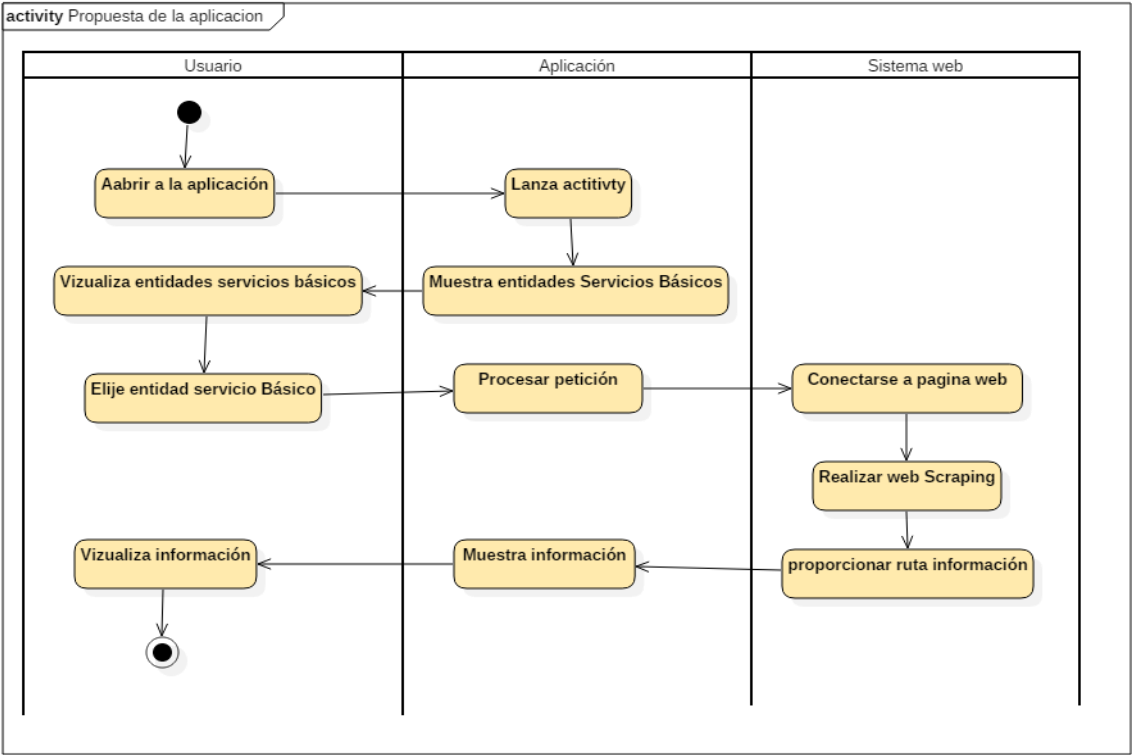 activity Propuesta de la aplicacion
Usuario
Aplicación
Sistema web
Aabrir a la aplicación
Lanza actitivty
Vizualiza entidades servicios básicos
Muestra entidades Servicios Básicos
Elije entidad servicio Básico
Procesar petición
Conectarse a pagina web
Realizar web Scraping
Vizualiza información
Muestra información
proporcionar ruta información